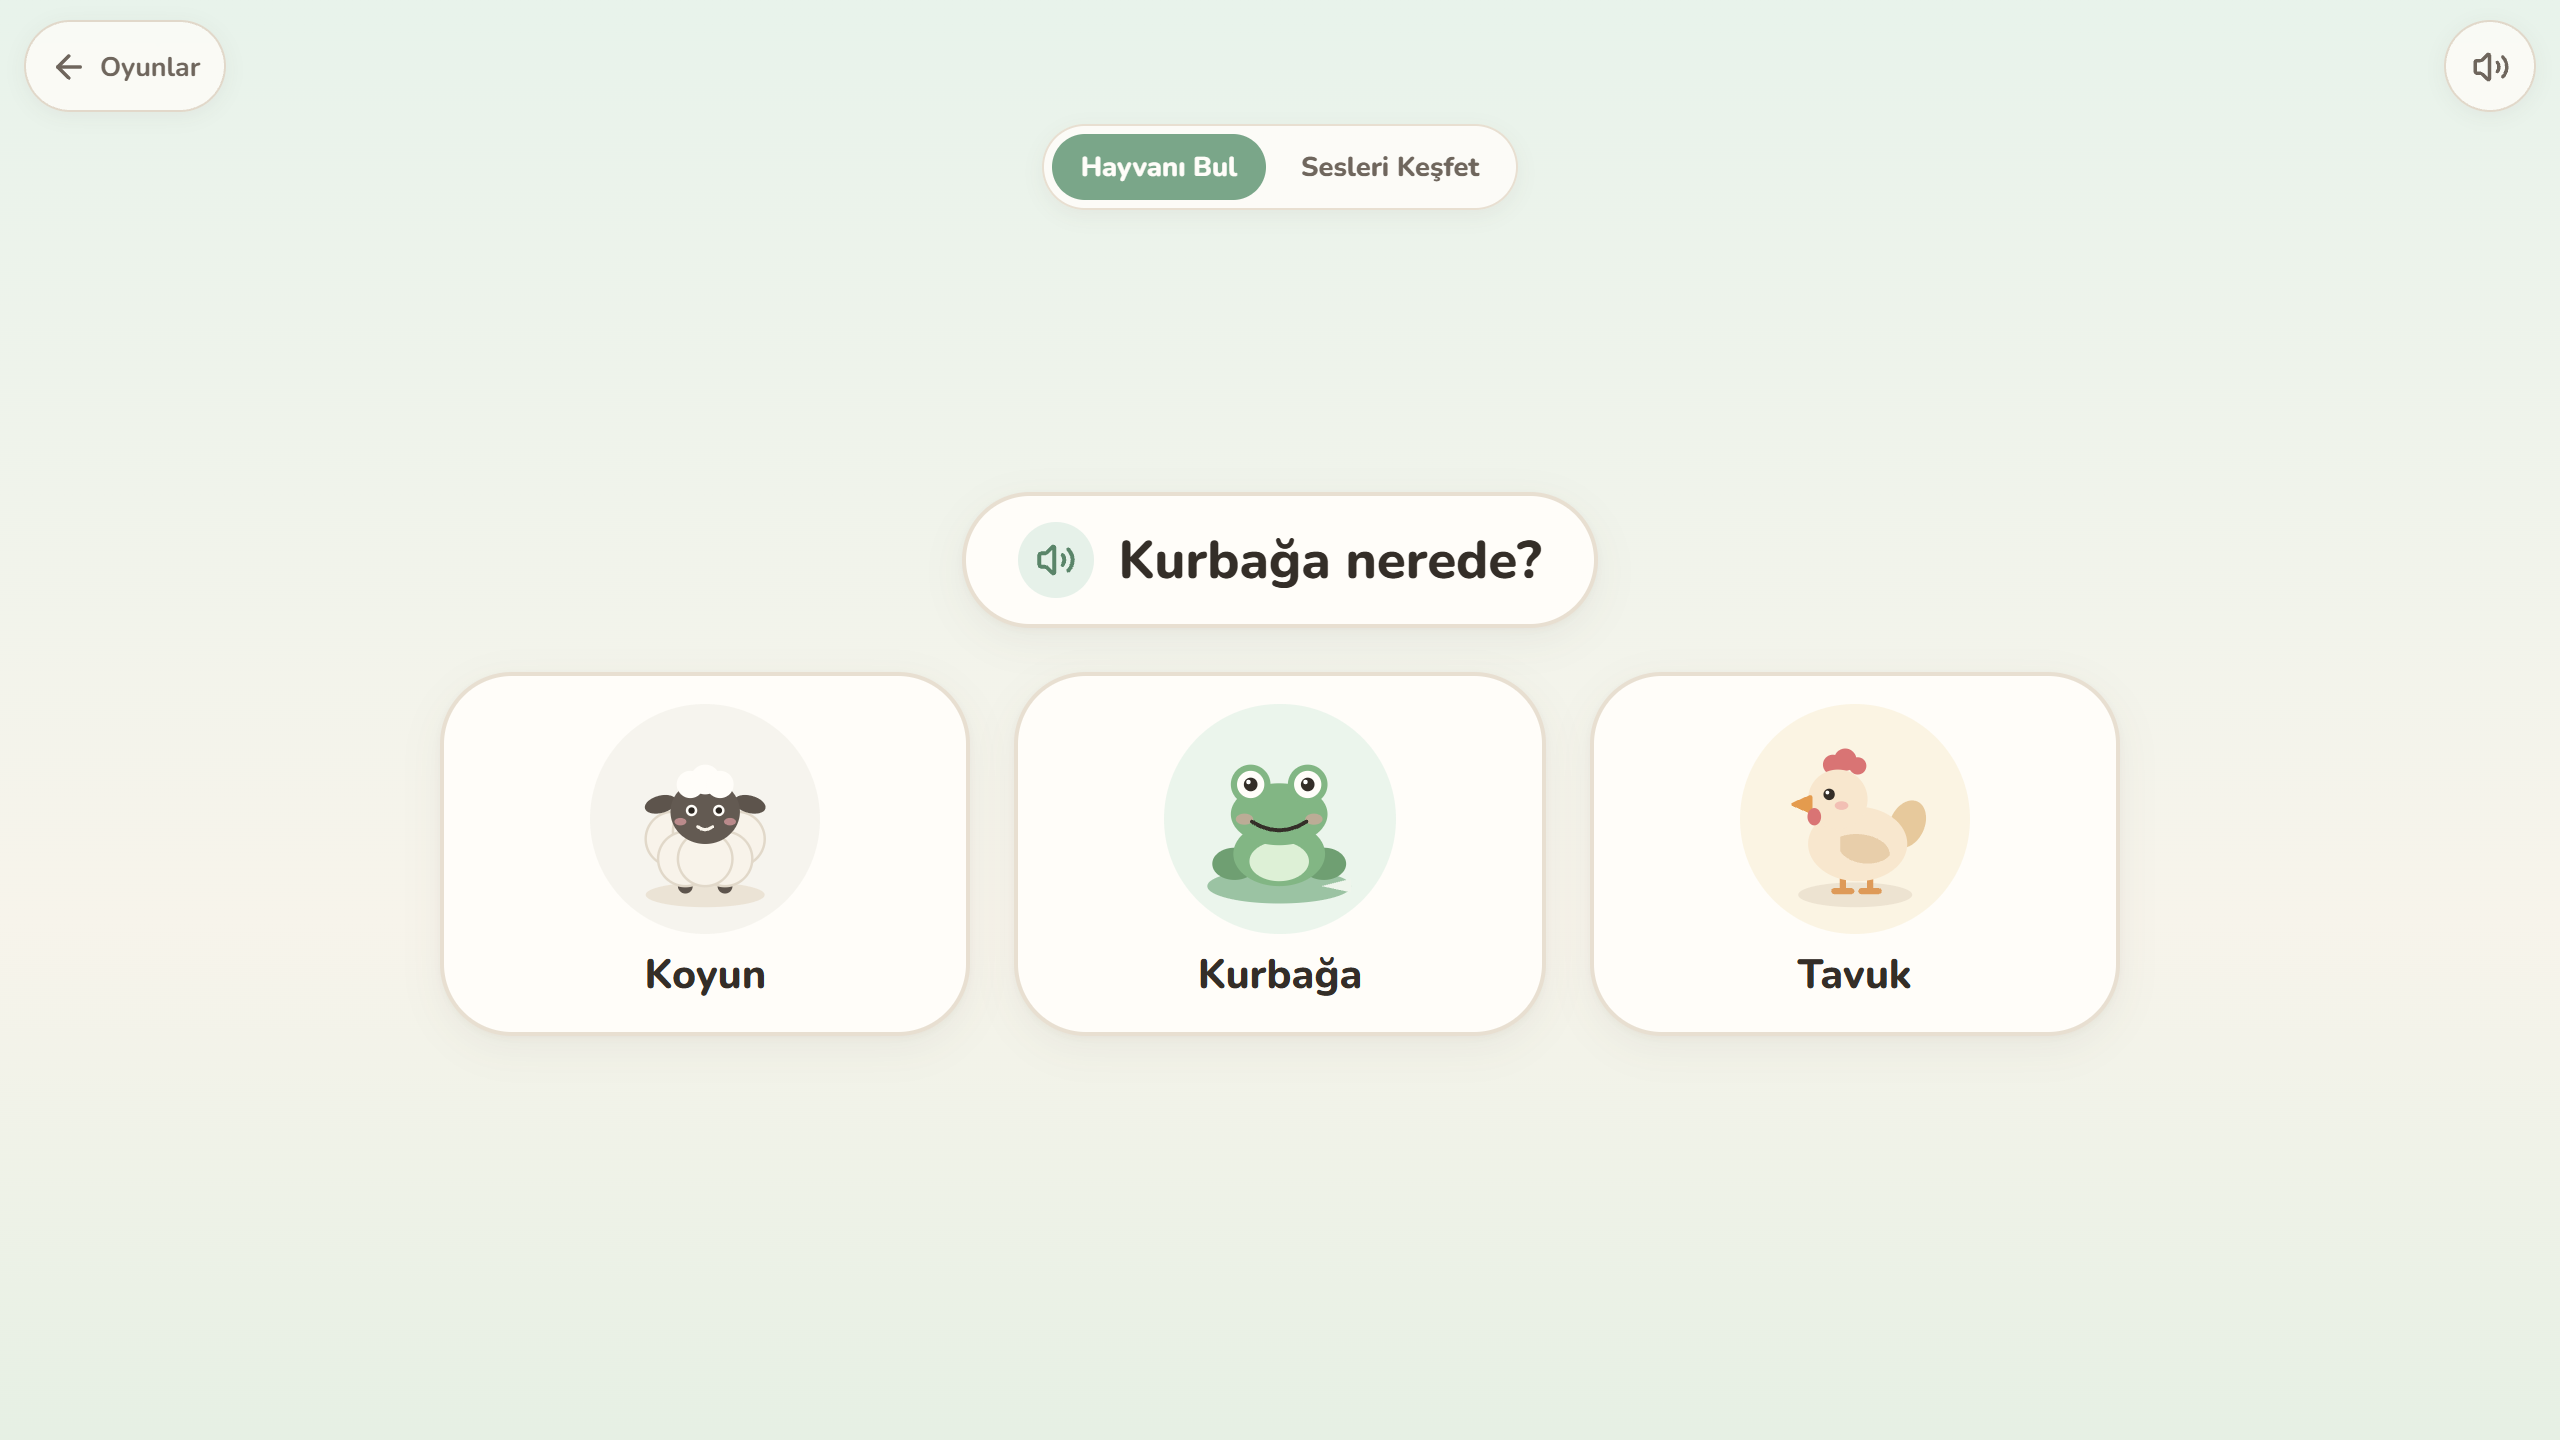 Oyunlar
Hayvanı Bul
Sesleri Keşfet
Kurbağa nerede?
Koyun
Kurbağa
Tavuk